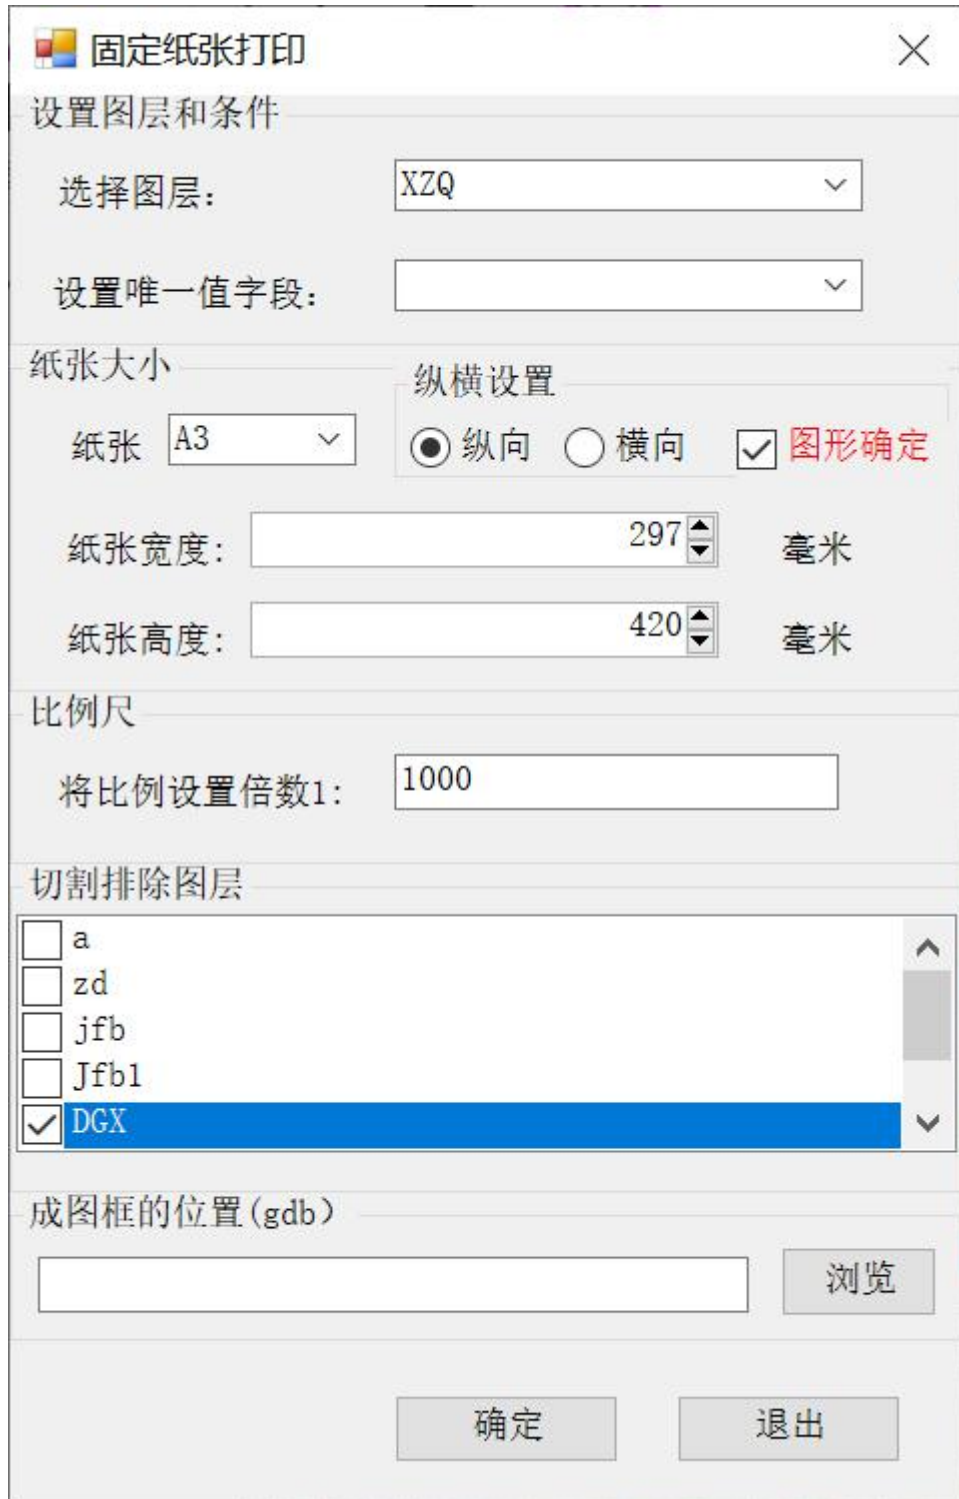 固定纸张打印
设置图层和条件
选择图层: XZQ
设置唯一值字段:
纸张大小
纵横设置
纸张 A3 纵向 横向 图形确定
纸张宽度: 297 毫米
纸张高度: 420 毫米
比例尺
将比例设置倍数1: 1000
切割排除图层
a
zd
jfb
Jfb1
DGX
成图框的位置(gdb)
浏览
确定 退出